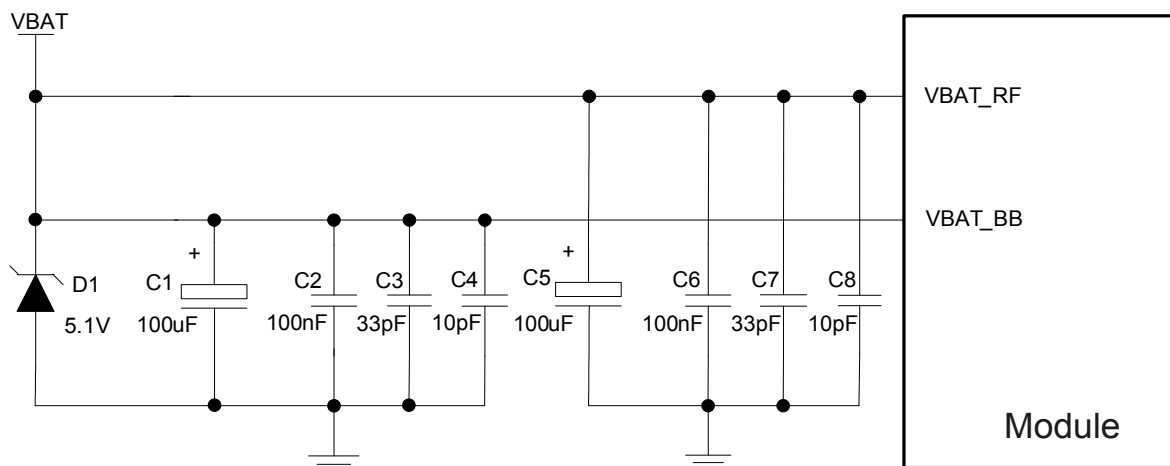 VBAT
VBAT_RF
VBAT_BB
+
+
D1
C1
C2
C3
C4
C5
C6
C7
C8
5.1V
100uF
100nF
33pF
10pF
100uF
100nF
33pF
10pF
Module